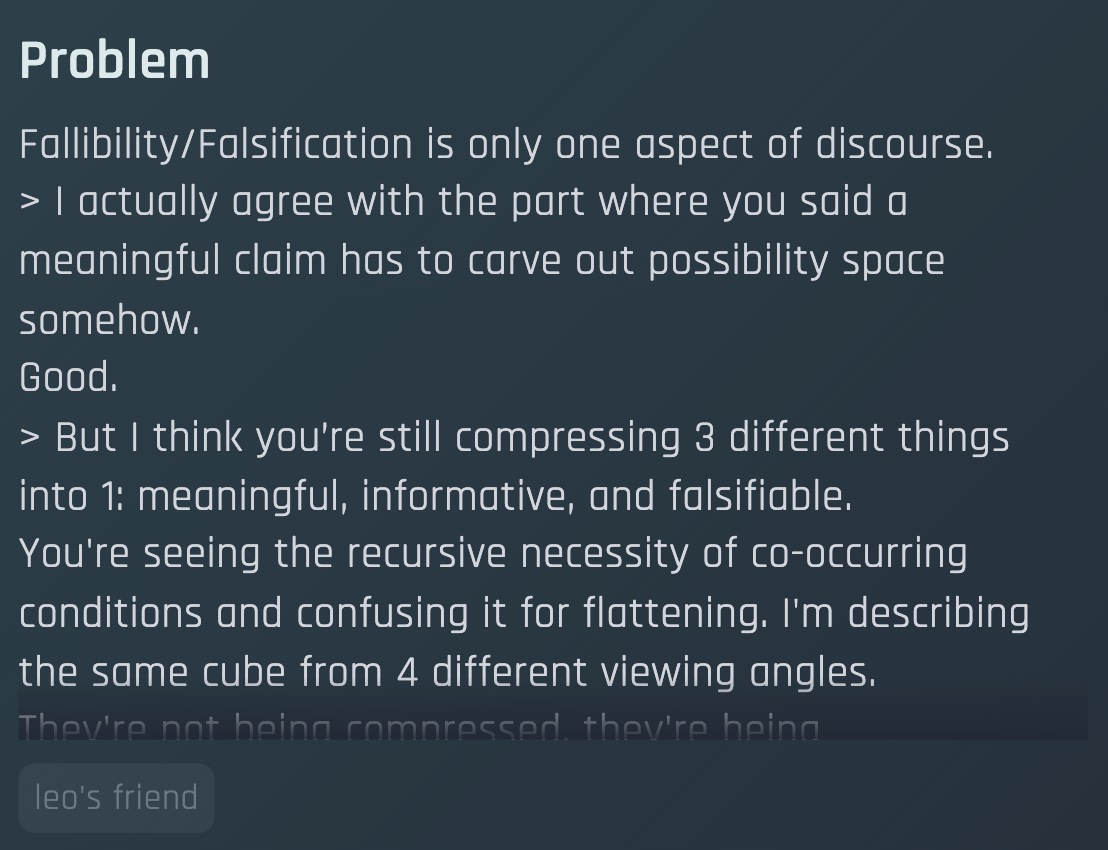 Problem
Fallibility/Falsification is only one aspect of discourse.
> I actually agree with the part where you said a
meaningful claim has to carve out possibility space
somehow.
Good.
> But I think you're still compressing 3 different things
into 1: meaningful, informative, and falsifiable.
You're seeing the recursive necessity of co-occurring
conditions and confusing it for flattening. I'm describing
the same cube from 4 different viewing angles.
They're not being compressed, they're being
leo's friend